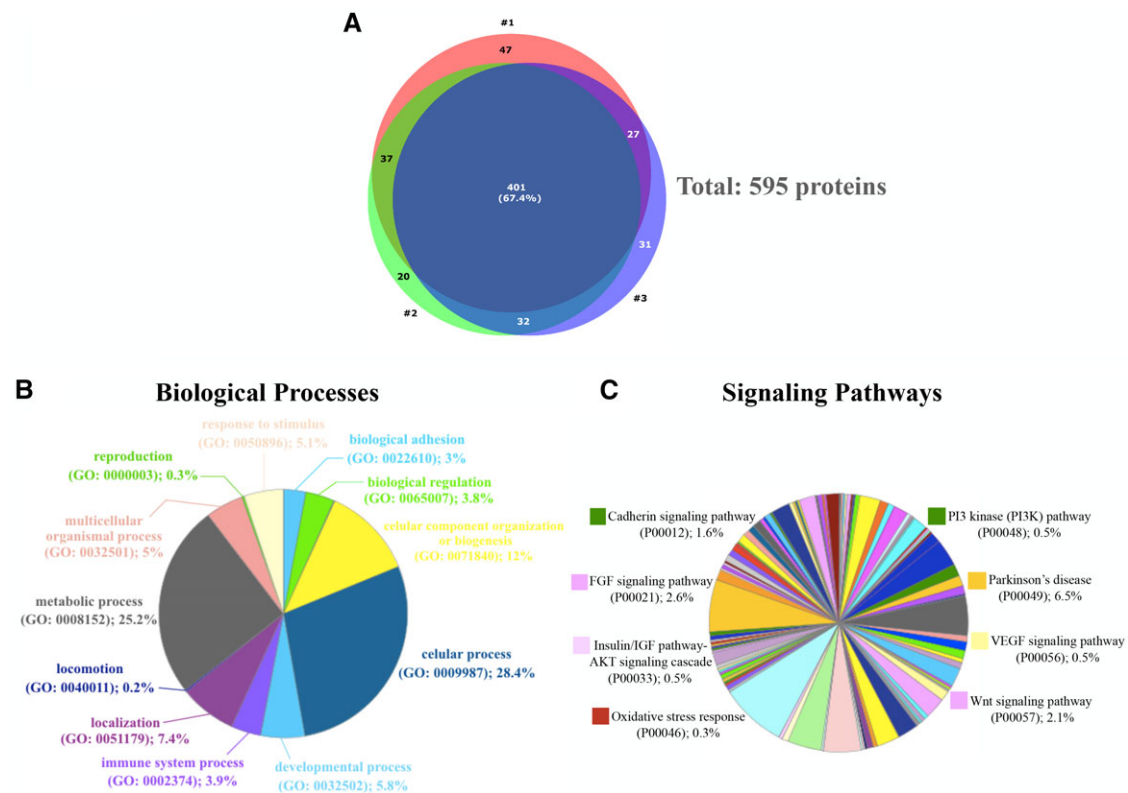 A
#1
47
27
37
401
(67.4%)
Total: 595 proteins
31
20
#3
#2
32
B
Biological Processes
response to stimulus
(GO: 0050896); 5.1%
biological adhesion
(GO: 0022610); 3%
reproduction
(GO: 0000003); 0.3%
biological regulation
(GO: 0065007); 3.8%
multicellular
organismal process
(GO: 0032501); 5%
celular component organization
or biogenesis
(GO: 0071840); 12%
metabolic process
(GO: 0008152); 25.2%
celular process
(GO: 0009987); 28.4%
locomotion
(GO: 0040011); 0.2%
localization
(GO: 0051179); 7.4%
immune system process
(GO: 0002374); 3.9%
developmental process
(GO: 0032502); 5.8%
C
Signaling Pathways
Cadherin signaling pathway
(P00012); 1.6%
PI3 kinase (PI3K) pathway
(P00048); 0.5%
FGF signaling pathway
(P00021); 2.6%
Parkinson's disease
(P00049); 6.5%
Insulin/IGF pathway-
AKT signaling cascade
(P00033); 0.5%
VEGF signaling pathway
(P00056); 0.5%
Oxidative stress response
(P00046); 0.3%
Wnt signaling pathway
(P00057); 2.1%